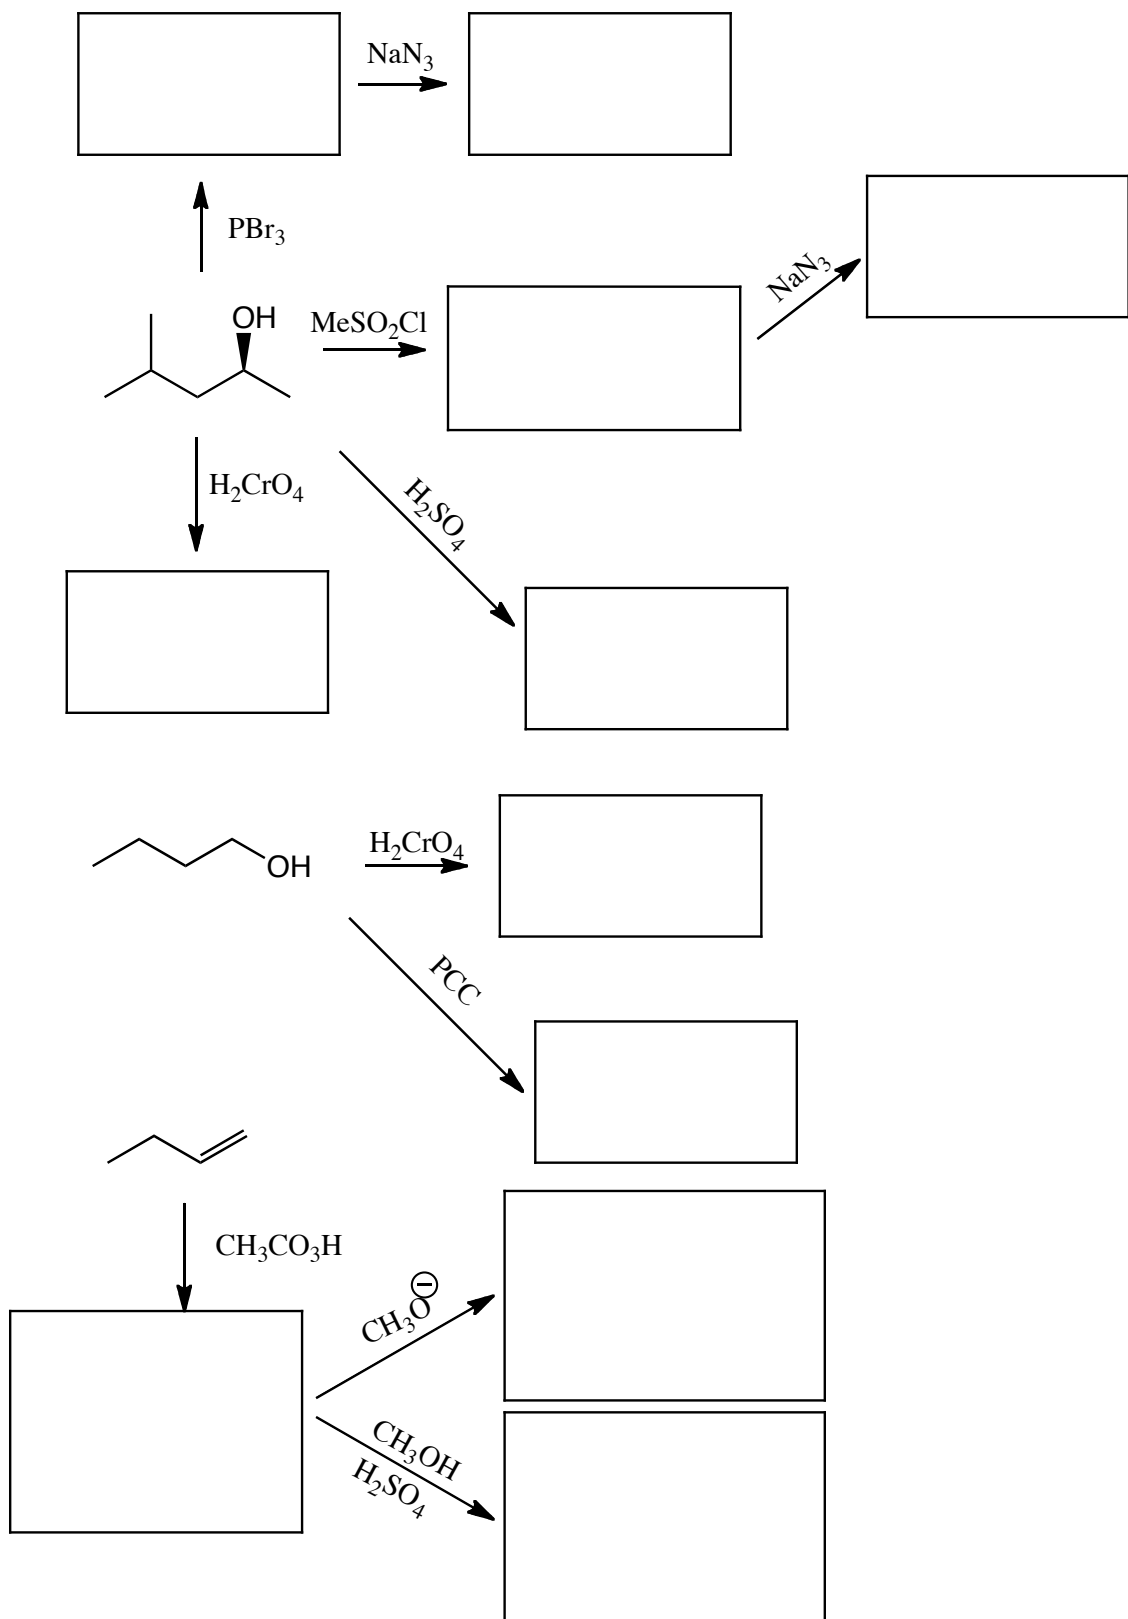 NaN₃
PBr₃
NaN₃
OH
MeSO₂Cl
H₂CrO₄
H₂SO₄
H₂CrO₄
OH
PCC
CH₃CO₃H
CH₃O⊖
CH₃OH
H₂SO₄